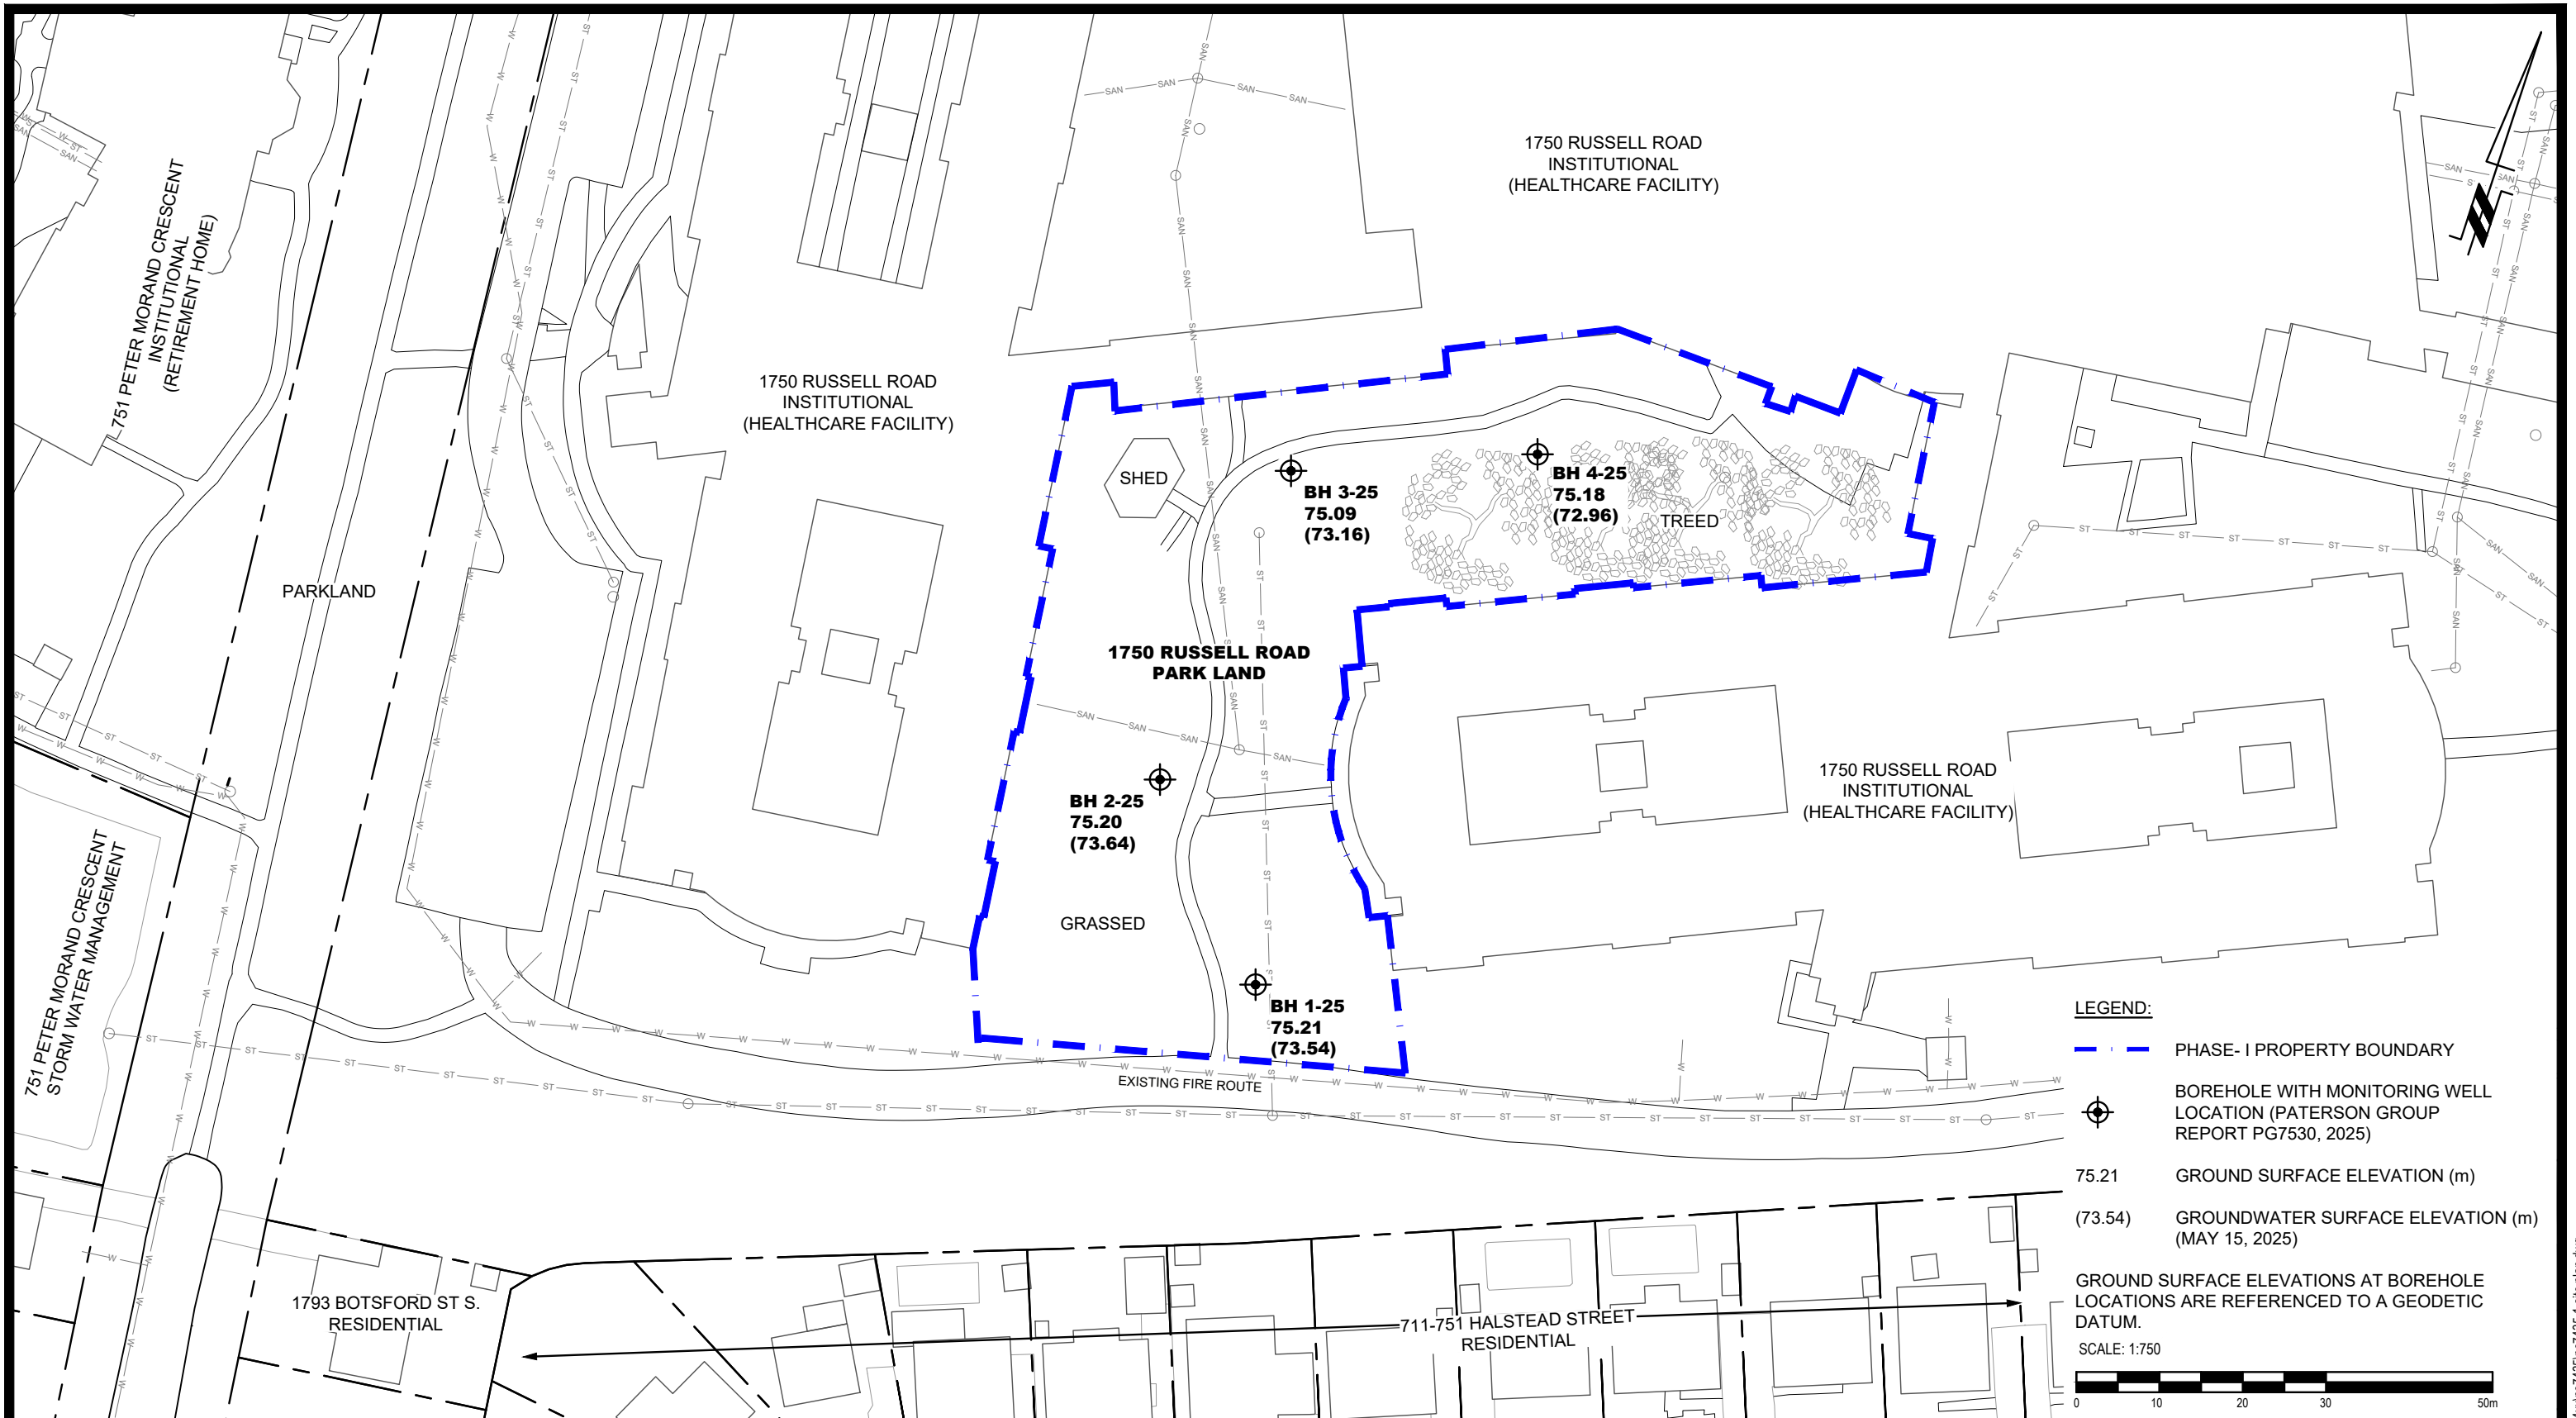 751 PETER MORAND CRESCENT
INSTITUTIONAL
(RETIREMENT HOME)
1750 RUSSELL ROAD
INSTITUTIONAL
(HEALTHCARE FACILITY)
1750 RUSSELL ROAD
INSTITUTIONAL
(HEALTHCARE FACILITY)
SHED
BH 3-25
75.09
(73.16)
BH 4-25
75.18
(72.96)
TREED
PARKLAND
1750 RUSSELL ROAD
PARK LAND
BH 2-25
75.20
(73.64)
1750 RUSSELL ROAD
INSTITUTIONAL
(HEALTHCARE FACILITY)
GRASSED
751 PETER MORAND CRESCENT
STORM WATER MANAGEMENT
BH 1-25
75.21
(73.54)
EXISTING FIRE ROUTE
1793 BOTSFORD ST S.
RESIDENTIAL
711-751 HALSTEAD STREET
RESIDENTIAL
LEGEND:
PHASE- I PROPERTY BOUNDARY
BOREHOLE WITH MONITORING WELL
LOCATION (PATERSON GROUP
REPORT PG7530, 2025)
75.21 GROUND SURFACE ELEVATION (m)
(73.54) GROUNDWATER SURFACE ELEVATION (m)
(MAY 15, 2025)
GROUND SURFACE ELEVATIONS AT BOREHOLE
LOCATIONS ARE REFERENCED TO A GEODETIC
DATUM.
SCALE: 1:750
0 10 20 30 50m